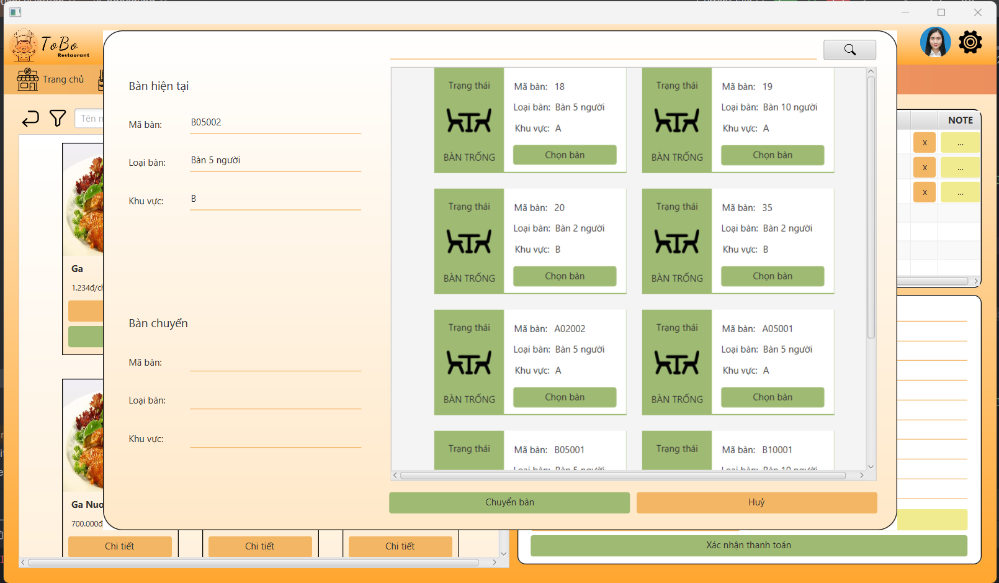 ToBo
Restaurant
Trang chủ
Tên m
NOTE
x
...
x
...
x
...
Ga
1.234đ/ch
Ga Nuo
700.000đ
Chi tiết
Chi tiết
Chi tiết
Xác nhận thanh toán
Bàn hiện tại
Mã bàn: B05002
Loại bàn: Bàn 5 người
Khu vực: B
Bàn chuyển
Mã bàn:
Loại bàn:
Khu vực:
Trạng thái
BÀN TRỐNG
Mã bàn: 18
Loại bàn: Bàn 5 người
Khu vực: A
Chọn bàn
Trạng thái
BÀN TRỐNG
Mã bàn: 19
Loại bàn: Bàn 10 người
Khu vực: A
Chọn bàn
Trạng thái
BÀN TRỐNG
Mã bàn: 20
Loại bàn: Bàn 2 người
Khu vực: B
Chọn bàn
Trạng thái
BÀN TRỐNG
Mã bàn: 35
Loại bàn: Bàn 2 người
Khu vực: B
Chọn bàn
Trạng thái
BÀN TRỐNG
Mã bàn: A02002
Loại bàn: Bàn 5 người
Khu vực: A
Chọn bàn
Trạng thái
BÀN TRỐNG
Mã bàn: A05001
Loại bàn: Bàn 5 người
Khu vực: A
Chọn bàn
Trạng thái
Mã bàn: B05001
Loại bàn: Bàn 5 người
Trạng thái
Mã bàn: B10001
Loại bàn: Bàn 10 người
Chuyển bàn
Huỷ